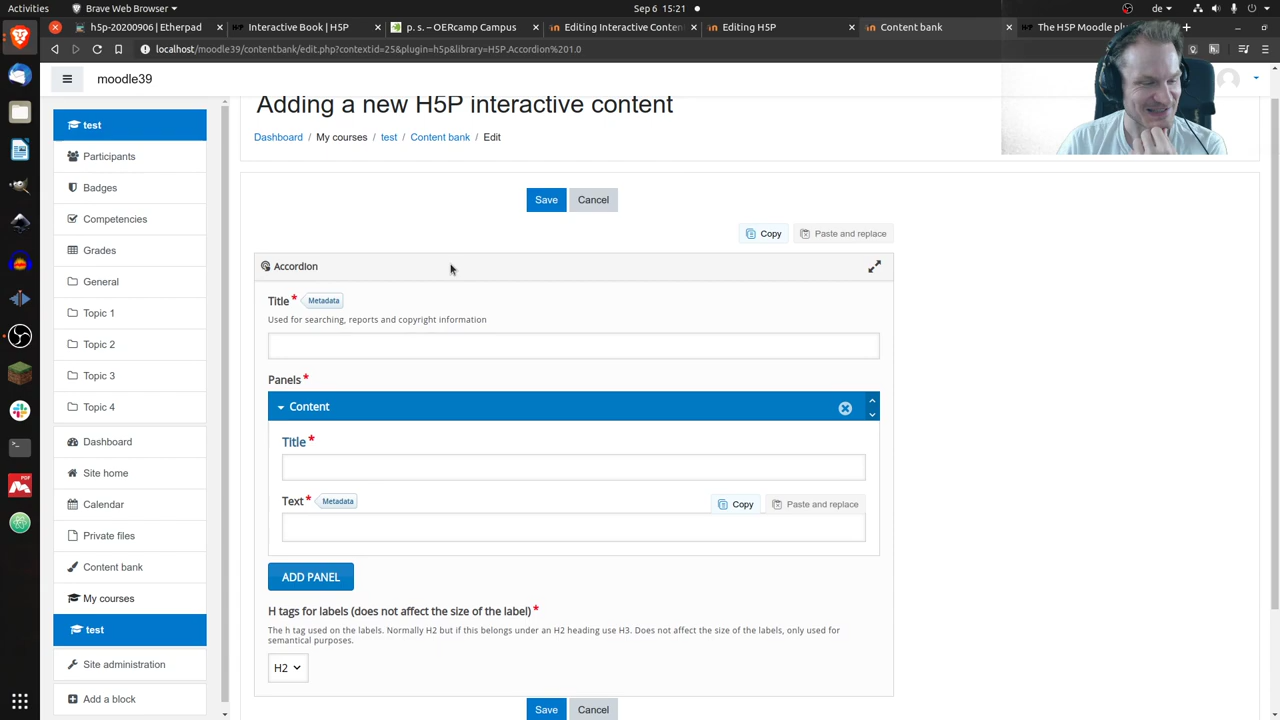 Activities
Brave Web Browser
Sep 6 15:21
de
h5p-20200906 | Etherpad
Interactive Book | H5P
p. s. – OERcamp Campus
Editing Interactive Conten
Editing H5P
Content bank
The H5P Moodle plu
localhost/moodle39/contentbank/edit.php?contextid=25&plugin=h5p&library=H5P.Accordion%201.0
moodle39
test
Participants
Badges
Competencies
Grades
General
Topic 1
Topic 2
Topic 3
Topic 4
Dashboard
Site home
Calendar
Private files
Content bank
My courses
test
Site administration
Add a block
Adding a new H5P interactive content
Dashboard / My courses / test / Content bank / Edit
Save Cancel
Copy Paste and replace
Accordion
Title* Metadata
Used for searching, reports and copyright information
Panels*
Content
Title*
Text* Metadata
Copy Paste and replace
ADD PANEL
H tags for labels (does not affect the size of the label)*
The h tag used on the labels. Normally H2 but if this belongs under an H2 heading use H3. Does not affect the size of the labels, only used for
semantical purposes.
H2
Save Cancel